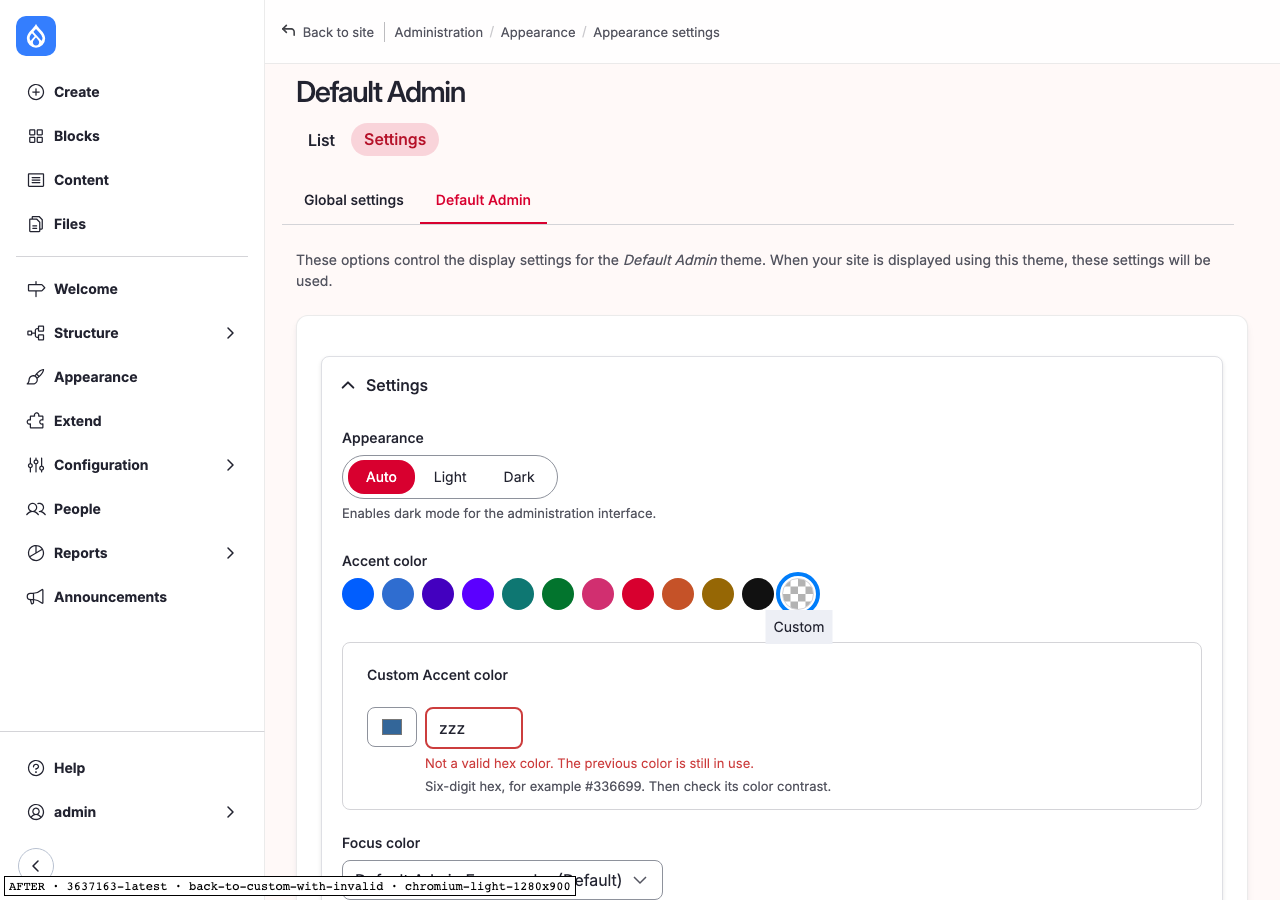 Back to site
Administration / Appearance / Appearance settings
Create
Blocks
Content
Files
Welcome
Structure
Appearance
Extend
Configuration
People
Reports
Announcements
Help
admin
Default Admin
List
Settings
Global settings
Default Admin
These options control the display settings for the Default Admin theme. When your site is displayed using this theme, these settings will be
used.
Settings
Appearance
Auto
Light
Dark
Enables dark mode for the administration interface.
Accent color
Custom
Custom Accent color
zzz
Not a valid hex color. The previous color is still in use.
Six-digit hex, for example #336699. Then check its color contrast.
Focus color
(Default)
AFTER · 3637163-latest · back-to-custom-with-invalid · chromium-light-1280x900